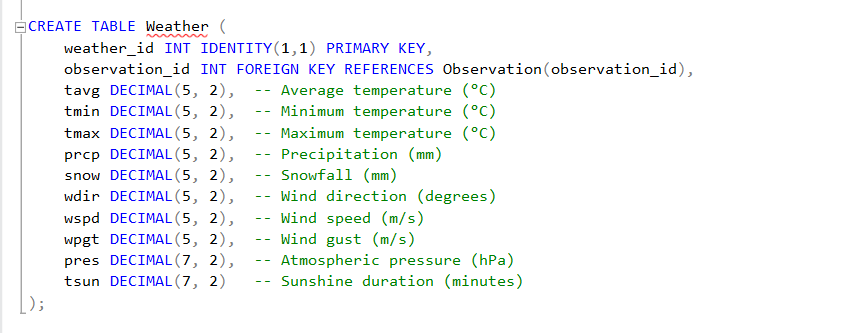 CREATE TABLE Weather (
    weather_id INT IDENTITY(1,1) PRIMARY KEY,
    observation_id INT FOREIGN KEY REFERENCES Observation(observation_id),
    tavg DECIMAL(5, 2),  -- Average temperature (°C)
    tmin DECIMAL(5, 2),  -- Minimum temperature (°C)
    tmax DECIMAL(5, 2),  -- Maximum temperature (°C)
    prcp DECIMAL(5, 2),  -- Precipitation (mm)
    snow DECIMAL(5, 2),  -- Snowfall (mm)
    wdir DECIMAL(5, 2),  -- Wind direction (degrees)
    wspd DECIMAL(5, 2),  -- Wind speed (m/s)
    wpgt DECIMAL(5, 2),  -- Wind gust (m/s)
    pres DECIMAL(7, 2),  -- Atmospheric pressure (hPa)
    tsun DECIMAL(7, 2)   -- Sunshine duration (minutes)
);